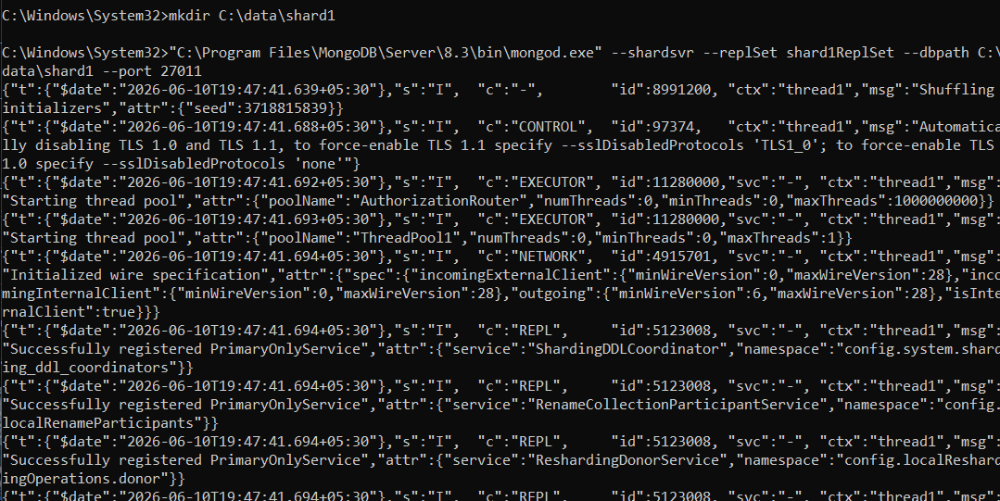 C:\Windows\System32>mkdir C:\data\shard1
C:\Windows\System32>"C:\Program Files\MongoDB\Server\8.3\bin\mongod.exe" --shardsvr --replSet shard1ReplSet --dbpath C:\
data\shard1 --port 27011
{"t":{"$date":"2026-06-10T19:47:41.639+05:30"},"s":"I",  "c":"-",        "id":8991200, "ctx":"thread1","msg":"Shuffling
initializers","attr":{"seed":3718815839}}
{"t":{"$date":"2026-06-10T19:47:41.688+05:30"},"s":"I",  "c":"CONTROL",  "id":97374,   "ctx":"thread1","msg":"Automatica
lly disabling TLS 1.0 and TLS 1.1, to force-enable TLS 1.1 specify --sslDisabledProtocols 'TLS1_0'; to force-enable TLS
1.0 specify --sslDisabledProtocols 'none'"}
{"t":{"$date":"2026-06-10T19:47:41.692+05:30"},"s":"I",  "c":"EXECUTOR", "id":11280000,"svc":"-", "ctx":"thread1","msg":
"Starting thread pool","attr":{"poolName":"AuthorizationRouter","numThreads":0,"minThreads":0,"maxThreads":1000000000}}
{"t":{"$date":"2026-06-10T19:47:41.693+05:30"},"s":"I",  "c":"EXECUTOR", "id":11280000,"svc":"-", "ctx":"thread1","msg":
"Starting thread pool","attr":{"poolName":"ThreadPool1","numThreads":0,"minThreads":0,"maxThreads":1}}
{"t":{"$date":"2026-06-10T19:47:41.694+05:30"},"s":"I",  "c":"NETWORK",  "id":4915701, "svc":"-", "ctx":"thread1","msg":
"Initialized wire specification","attr":{"spec":{"incomingExternalClient":{"minWireVersion":0,"maxWireVersion":28},"inco
mingInternalClient":{"minWireVersion":0,"maxWireVersion":28},"outgoing":{"minWireVersion":6,"maxWireVersion":28},"isInte
rnalClient":true}}}
{"t":{"$date":"2026-06-10T19:47:41.694+05:30"},"s":"I",  "c":"REPL",     "id":5123008, "svc":"-", "ctx":"thread1","msg":
"Successfully registered PrimaryOnlyService","attr":{"service":"ShardingDDLCoordinator","namespace":"config.system.shard
ing_ddl_coordinators"}}
{"t":{"$date":"2026-06-10T19:47:41.694+05:30"},"s":"I",  "c":"REPL",     "id":5123008, "svc":"-", "ctx":"thread1","msg":
"Successfully registered PrimaryOnlyService","attr":{"service":"RenameCollectionParticipantService","namespace":"config.
localRenameParticipants"}}
{"t":{"$date":"2026-06-10T19:47:41.694+05:30"},"s":"I",  "c":"REPL",     "id":5123008, "svc":"-", "ctx":"thread1","msg":
"Successfully registered PrimaryOnlyService","attr":{"service":"ReshardingDonorService","namespace":"config.localReshard
ingOperations.donor"}}
{"t":{"$date":"2026-06-10T19:47:41.694+05:30"},"s":"I",  "c":"REPL",     "id":5123008, "svc":"-", "ctx":"thread1","msg":